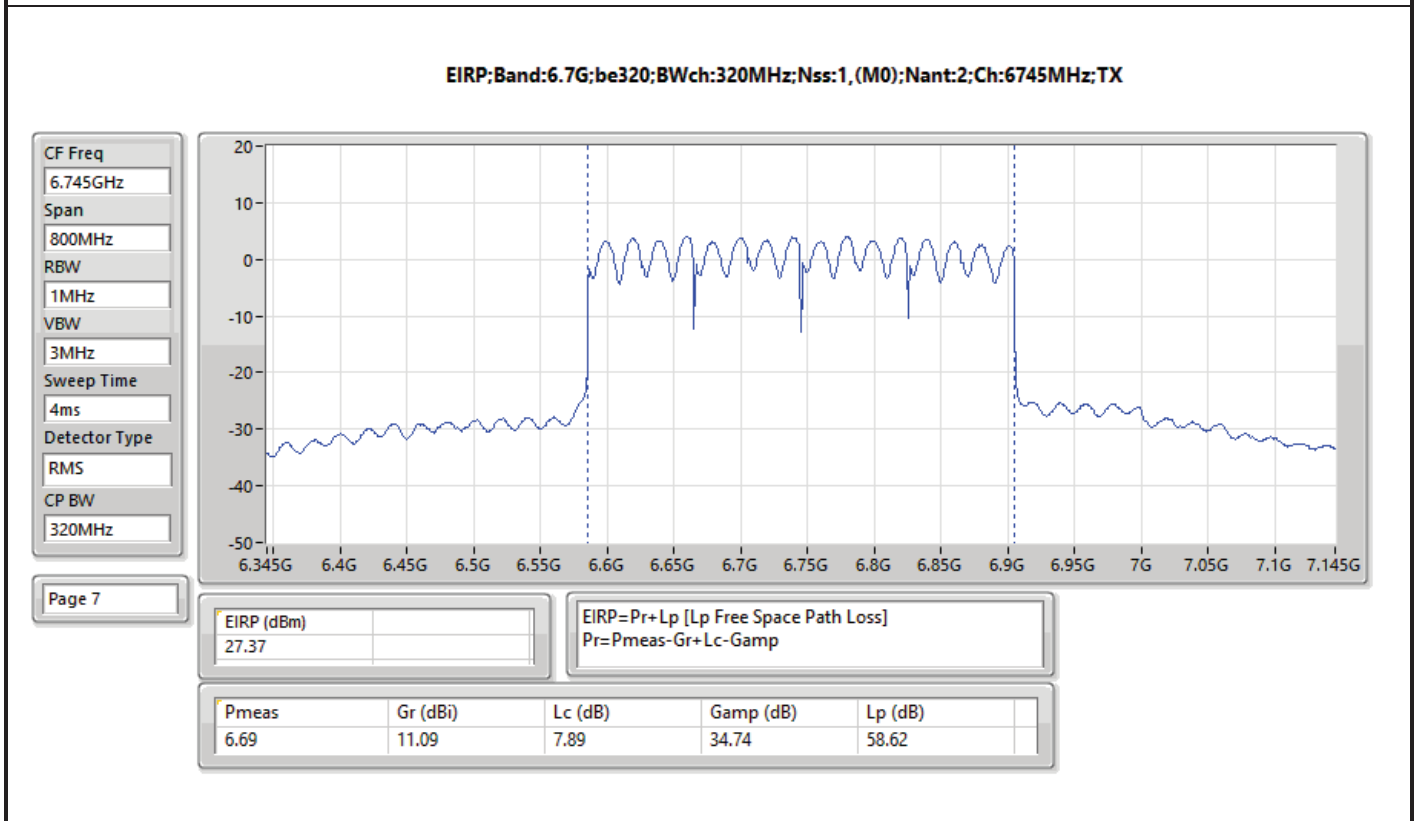 EIRP;Band:6.7G;be320;BWch:320MHz;Nss:1,(M0);Nant:2;Ch:6745MHz;TX
CF Freq
6.745GHz
Span
800MHz
RBW
1MHz
VBW
3MHz
Sweep Time
4ms
Detector Type
RMS
CP BW
320MHz
Page 7
20
10
0
-10
-20
-30
-40
-50
6.345G 6.4G 6.45G 6.5G 6.55G 6.6G 6.65G 6.7G 6.75G 6.8G 6.85G 6.9G 6.95G 7G 7.05G 7.1G 7.145G
EIRP (dBm)
27.37
EIRP=Pr+Lp [Lp Free Space Path Loss]
Pr=Pmeas-Gr+Lc-Gamp
Pmeas Gr (dBi) Lc (dB) Gamp (dB) Lp (dB)
6.69 11.09 7.89 34.74 58.62